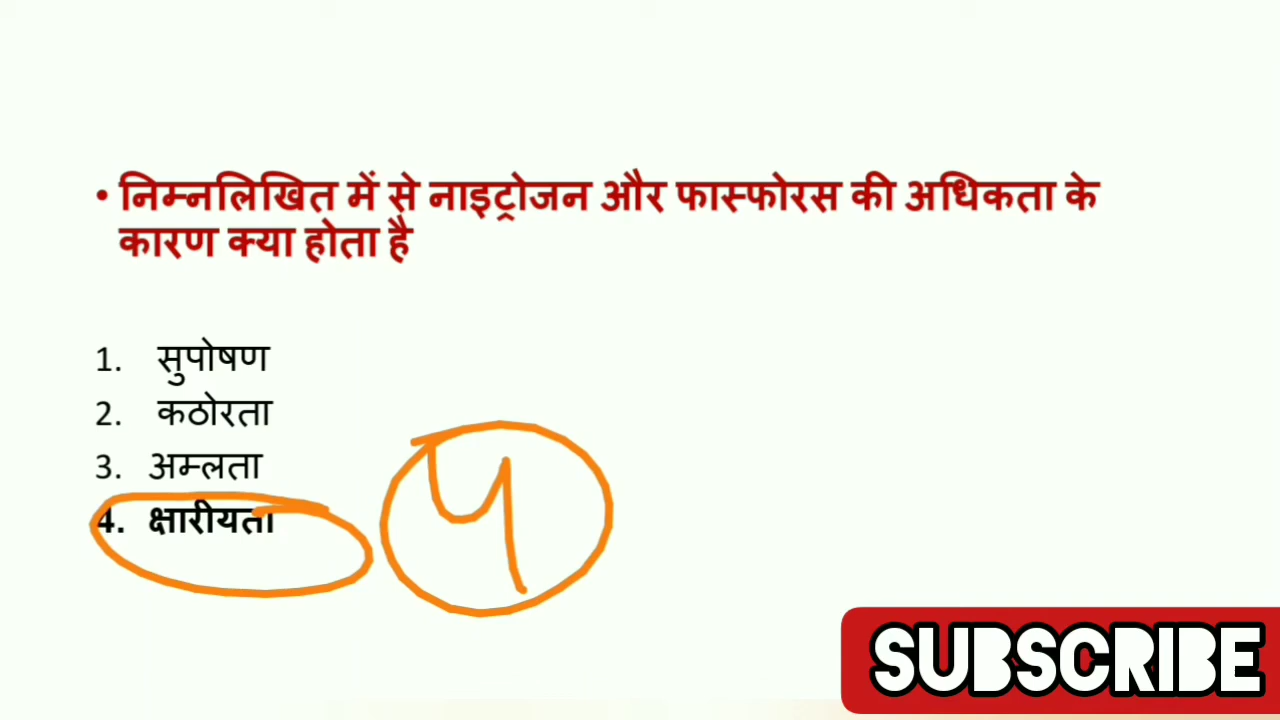 • निम्नलिखित में से नाइट्रोजन और फास्फोरस की अधिकता के
कारण क्या होता है
1. सुपोषण
2. कठोरता
3. अम्लता
4. क्षारीयता
4
SUBSCRIBE